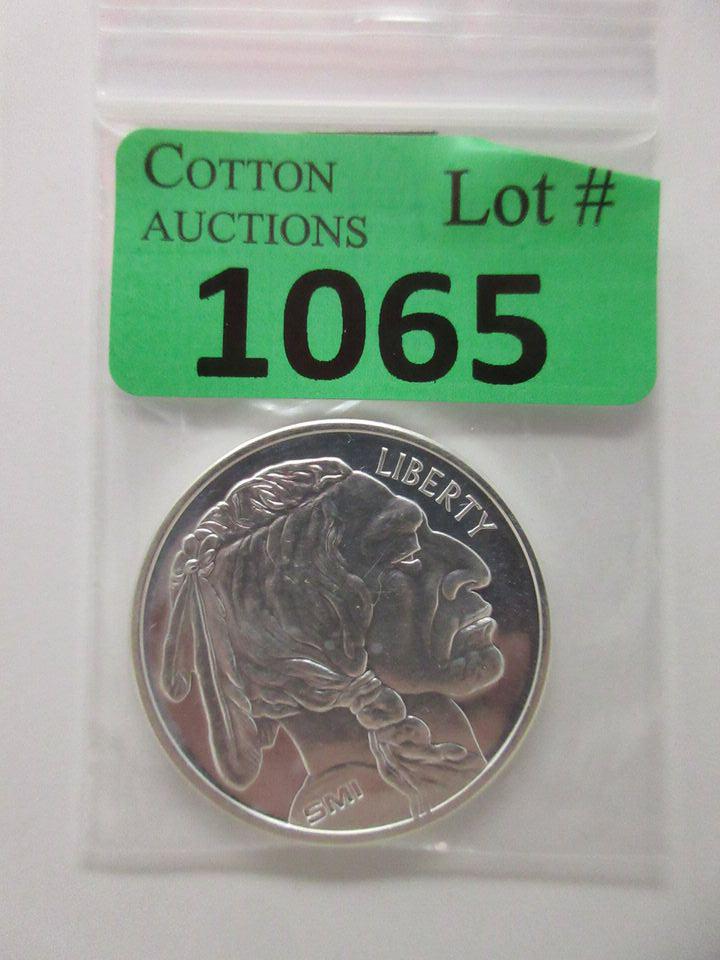 COTTON
AUCTIONS
Lot #
1065
LIBERTY
SMI